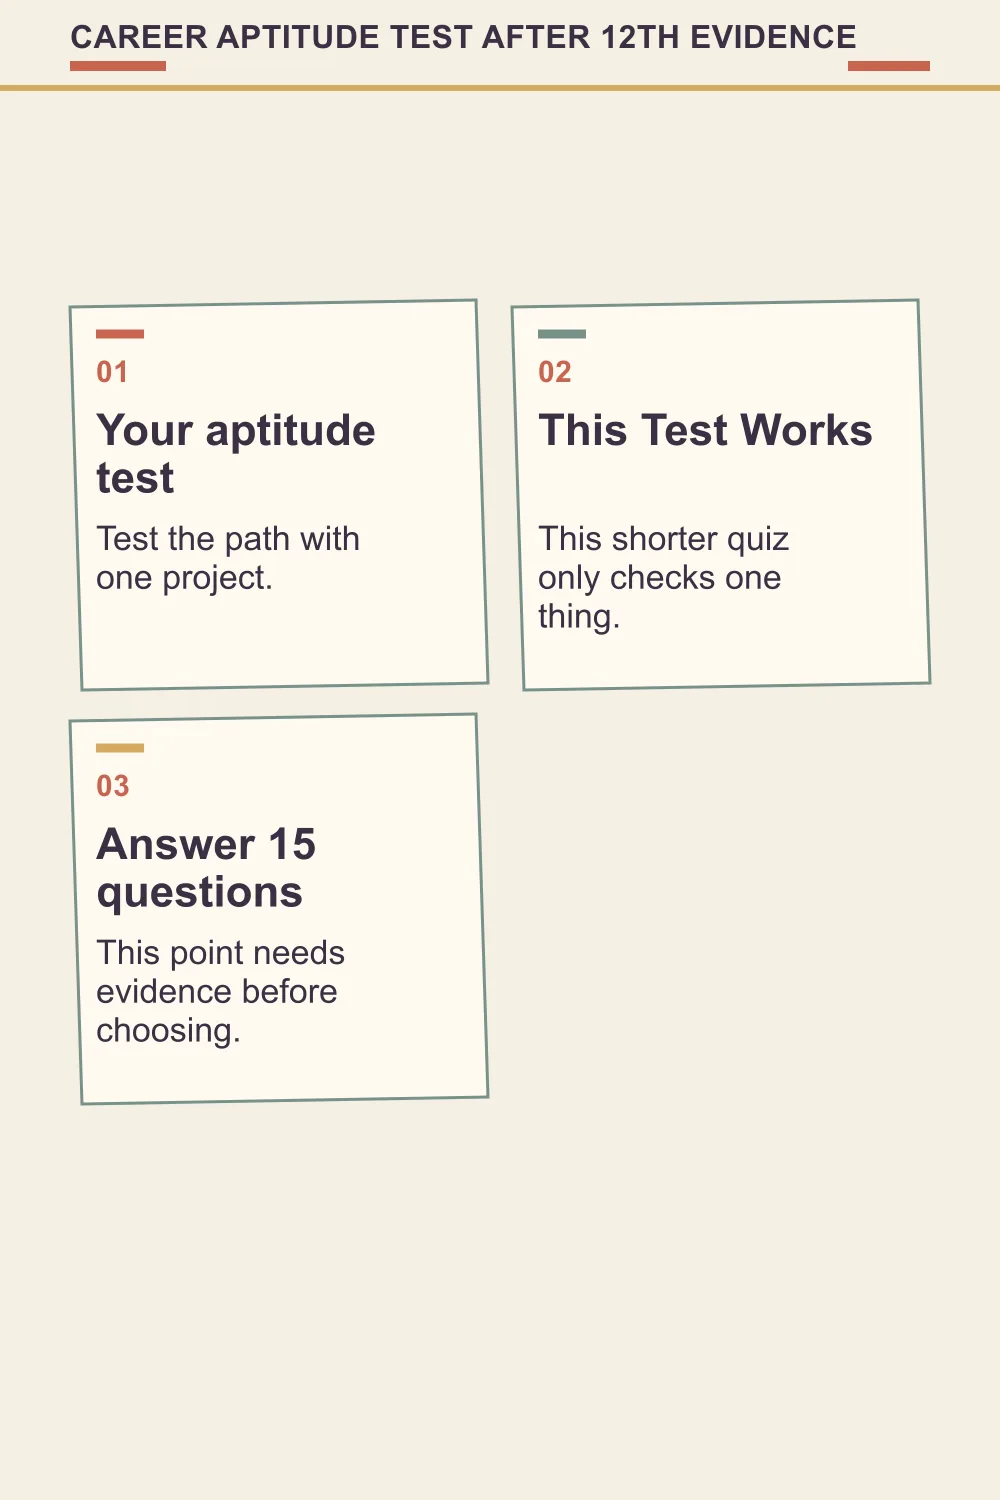 CAREER APTITUDE TEST AFTER 12TH EVIDENCE
01
Your aptitude
test
Test the path with
one project.
02
This Test Works
This shorter quiz
only checks one
thing.
03
Answer 15
questions
This point needs
evidence before
choosing.